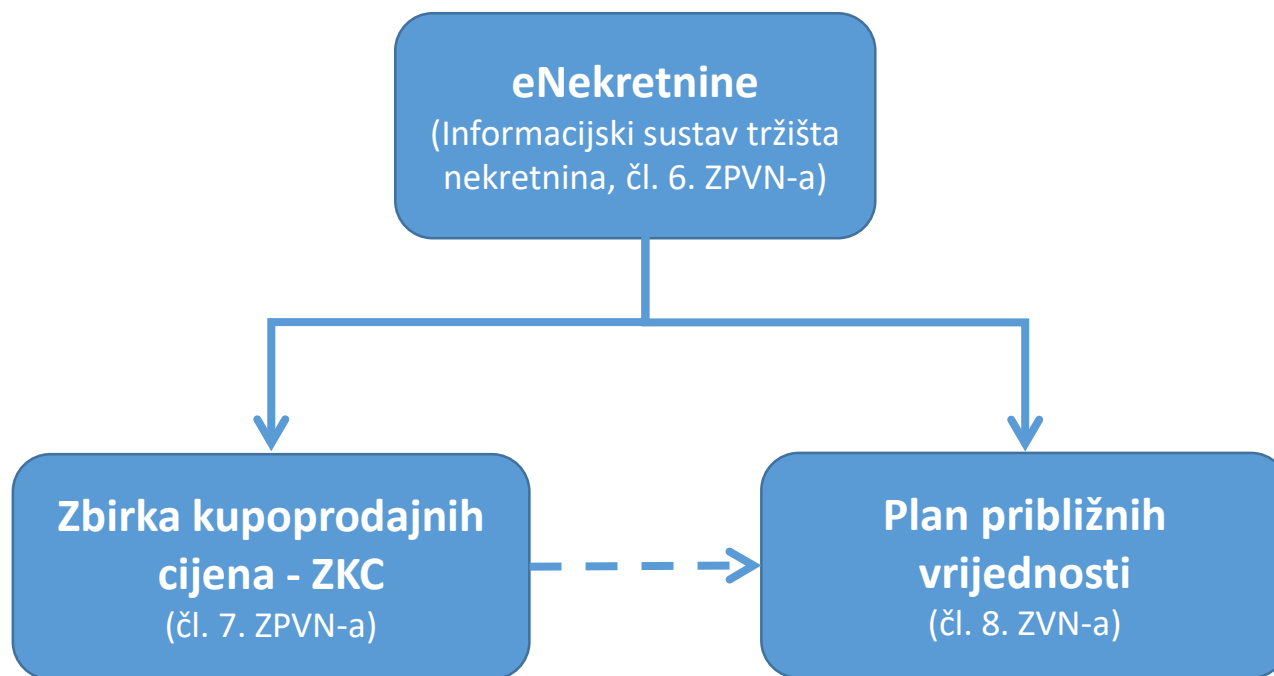 eNekretnine
(Informacijski sustav tržišta
nekretnina, čl. 6. ZPVN-a)
Zbirka kupoprodajnih
cijena - ZKC
(čl. 7. ZPVN-a)
Plan približnih
vrijednosti
(čl. 8. ZVN-a)